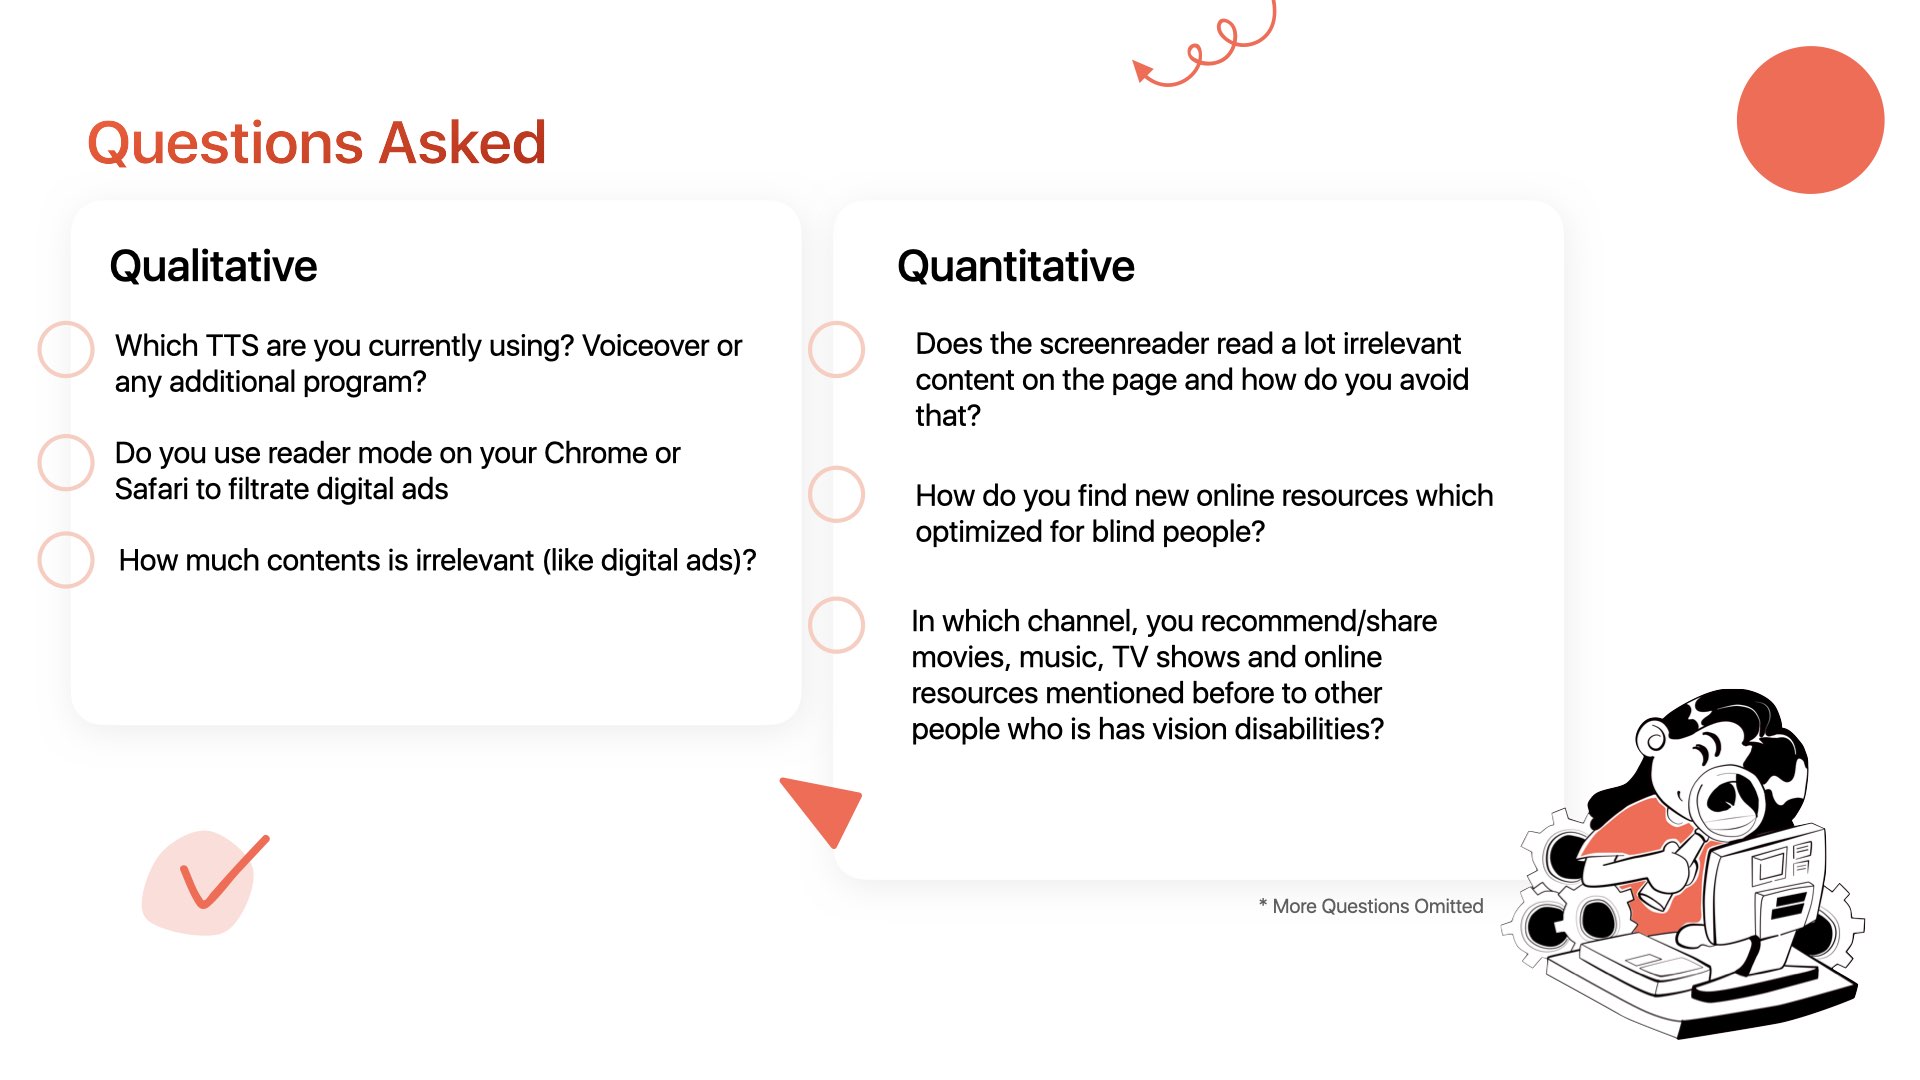 Questions Asked
Qualitative
Which TTS are you currently using? Voiceover or
any additional program?
Do you use reader mode on your Chrome or
Safari to filtrate digital ads
How much contents is irrelevant (like digital ads)?
Quantitative
Does the screenreader read a lot irrelevant
content on the page and how do you avoid
that?
How do you find new online resources which
optimized for blind people?
In which channel, you recommend/share
movies, music, TV shows and online
resources mentioned before to other
people who is has vision disabilities?
* More Questions Omitted